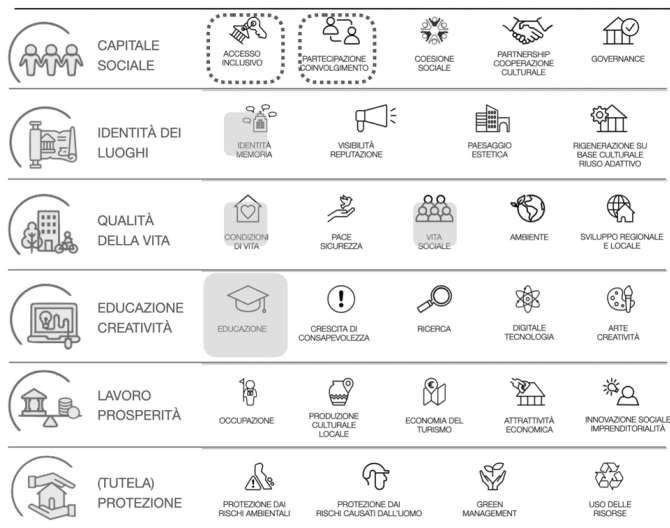 CAPITALE
SOCIALE
ACCESSO
INCLUSIVO
PARTECIPAZIONE
COINVOLGIMENTO
COESIONE
SOCIALE
PARTNERSHIP
COOPERAZIONE
CULTURALE
GOVERNANCE
IDENTITÀ DEI
LUOGHI
IDENTITÀ
MEMORIA
VISIBILITÀ
REPUTAZIONE
PAESAGGIO
ESTETICA
RIGENERAZIONE SU
BASE CULTURALE
RIUSO ADATTIVO
QUALITÀ
DELLA VITA
CONDIZIONI
DI VITA
PACE
SICUREZZA
VITA
SOCIALE
AMBIENTE
SVILUPPO REGIONALE
E LOCALE
EDUCAZIONE
CREATIVITÀ
EDUCAZIONE
CRESCITA DI
CONSAPEVOLEZZA
RICERCA
DIGITALE
TECNOLOGIA
ARTE
CREATIVITÀ
LAVORO
PROSPERITÀ
OCCUPAZIONE
PRODUZIONE
CULTURALE
LOCALE
ECONOMIA DEL
TURISMO
ATTRATTIVITÀ
ECONOMICA
INNOVAZIONE SOCIALE
IMPRENDITORIALITÀ
(TUTELA)
PROTEZIONE
PROTEZIONE DAI
RISCHI AMBIENTALI
PROTEZIONE DAI
RISCHI CAUSATI DALL'UOMO
GREEN
MANAGEMENT
USO DELLE
RISORSE